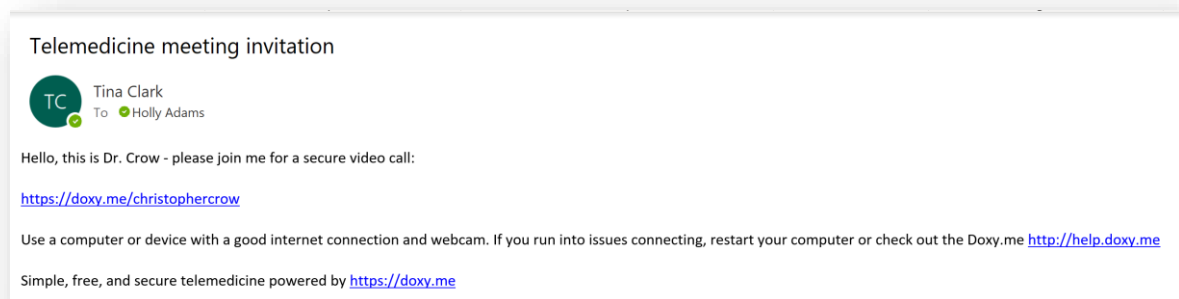 Telemedicine meeting invitation
TC
Tina Clark
To Holly Adams
Hello, this is Dr. Crow - please join me for a secure video call:
https://doxy.me/christophercrow
Use a computer or device with a good internet connection and webcam. If you run into issues connecting, restart your computer or check out the Doxy.me http://help.doxy.me
Simple, free, and secure telemedicine powered by https://doxy.me